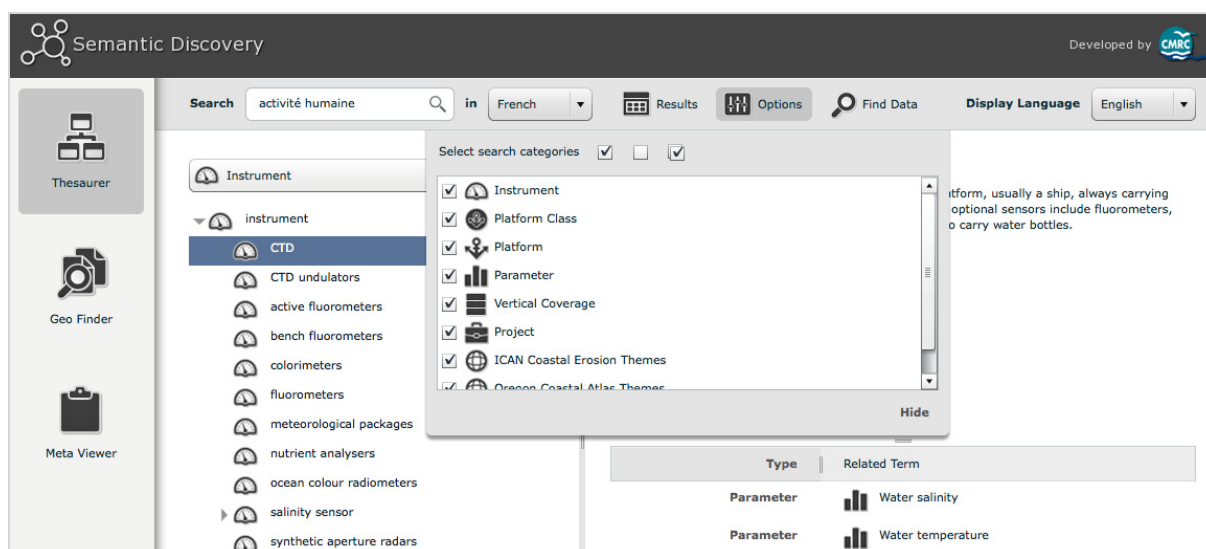 Semantic Discovery
Developed by CMRC
Search activité humaine in French Results Options Find Data Display Language English
Thesaurer
Geo Finder
Meta Viewer
Instrument
instrument
CTD
CTD undulators
active fluorometers
bench fluorometers
colorimeters
fluorometers
meteorological packages
nutrient analysers
ocean colour radiometers
salinity sensor
synthetic aperture radars
Select search categories
Instrument
Platform Class
Platform
Parameter
Vertical Coverage
Project
ICAN Coastal Erosion Themes
Oregon Coastal Atlas Themes
Hide
usually a ship, always carrying
optional sensors include fluorometers,
carry water bottles.
Type Related Term
Parameter Water salinity
Parameter Water temperature